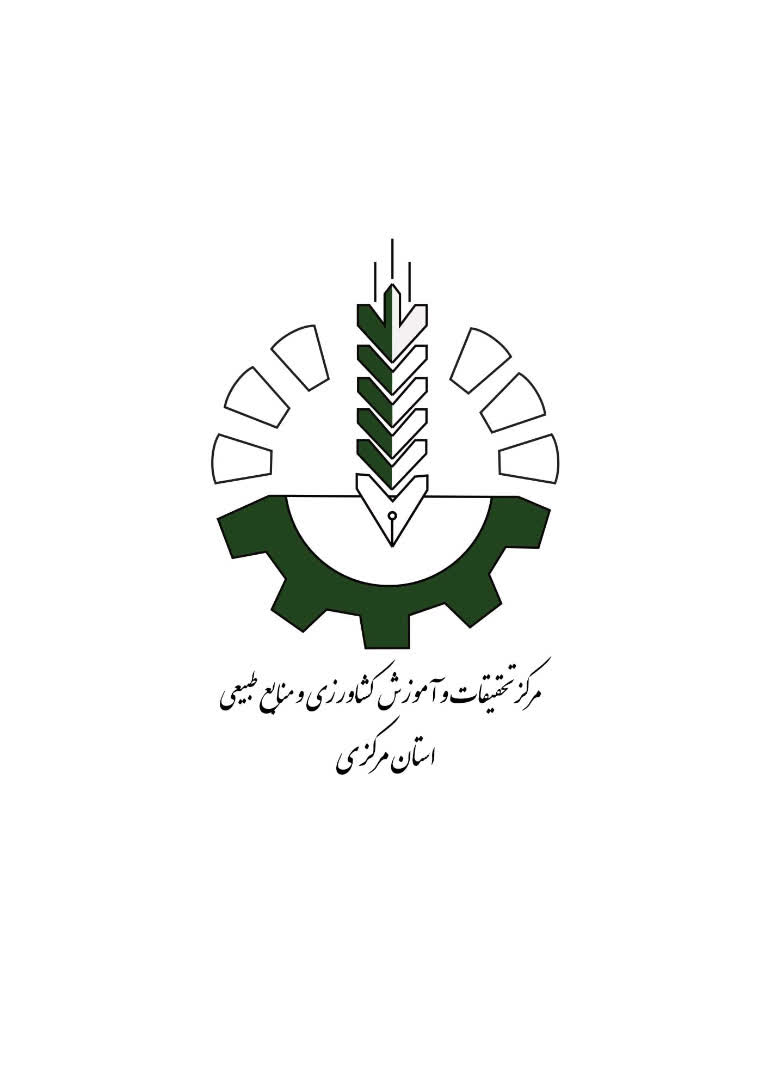 مرکز تحقیقات و آموزش کشاورزی و منابع طبیعی
استان مرکزی